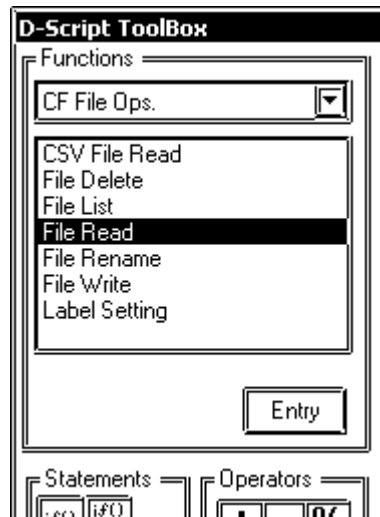 D-Script ToolBox
Functions
CF File Ops.
CSV File Read
File Delete
File List
File Read
File Rename
File Write
Label Setting
Entry
Statements
Operators
if()